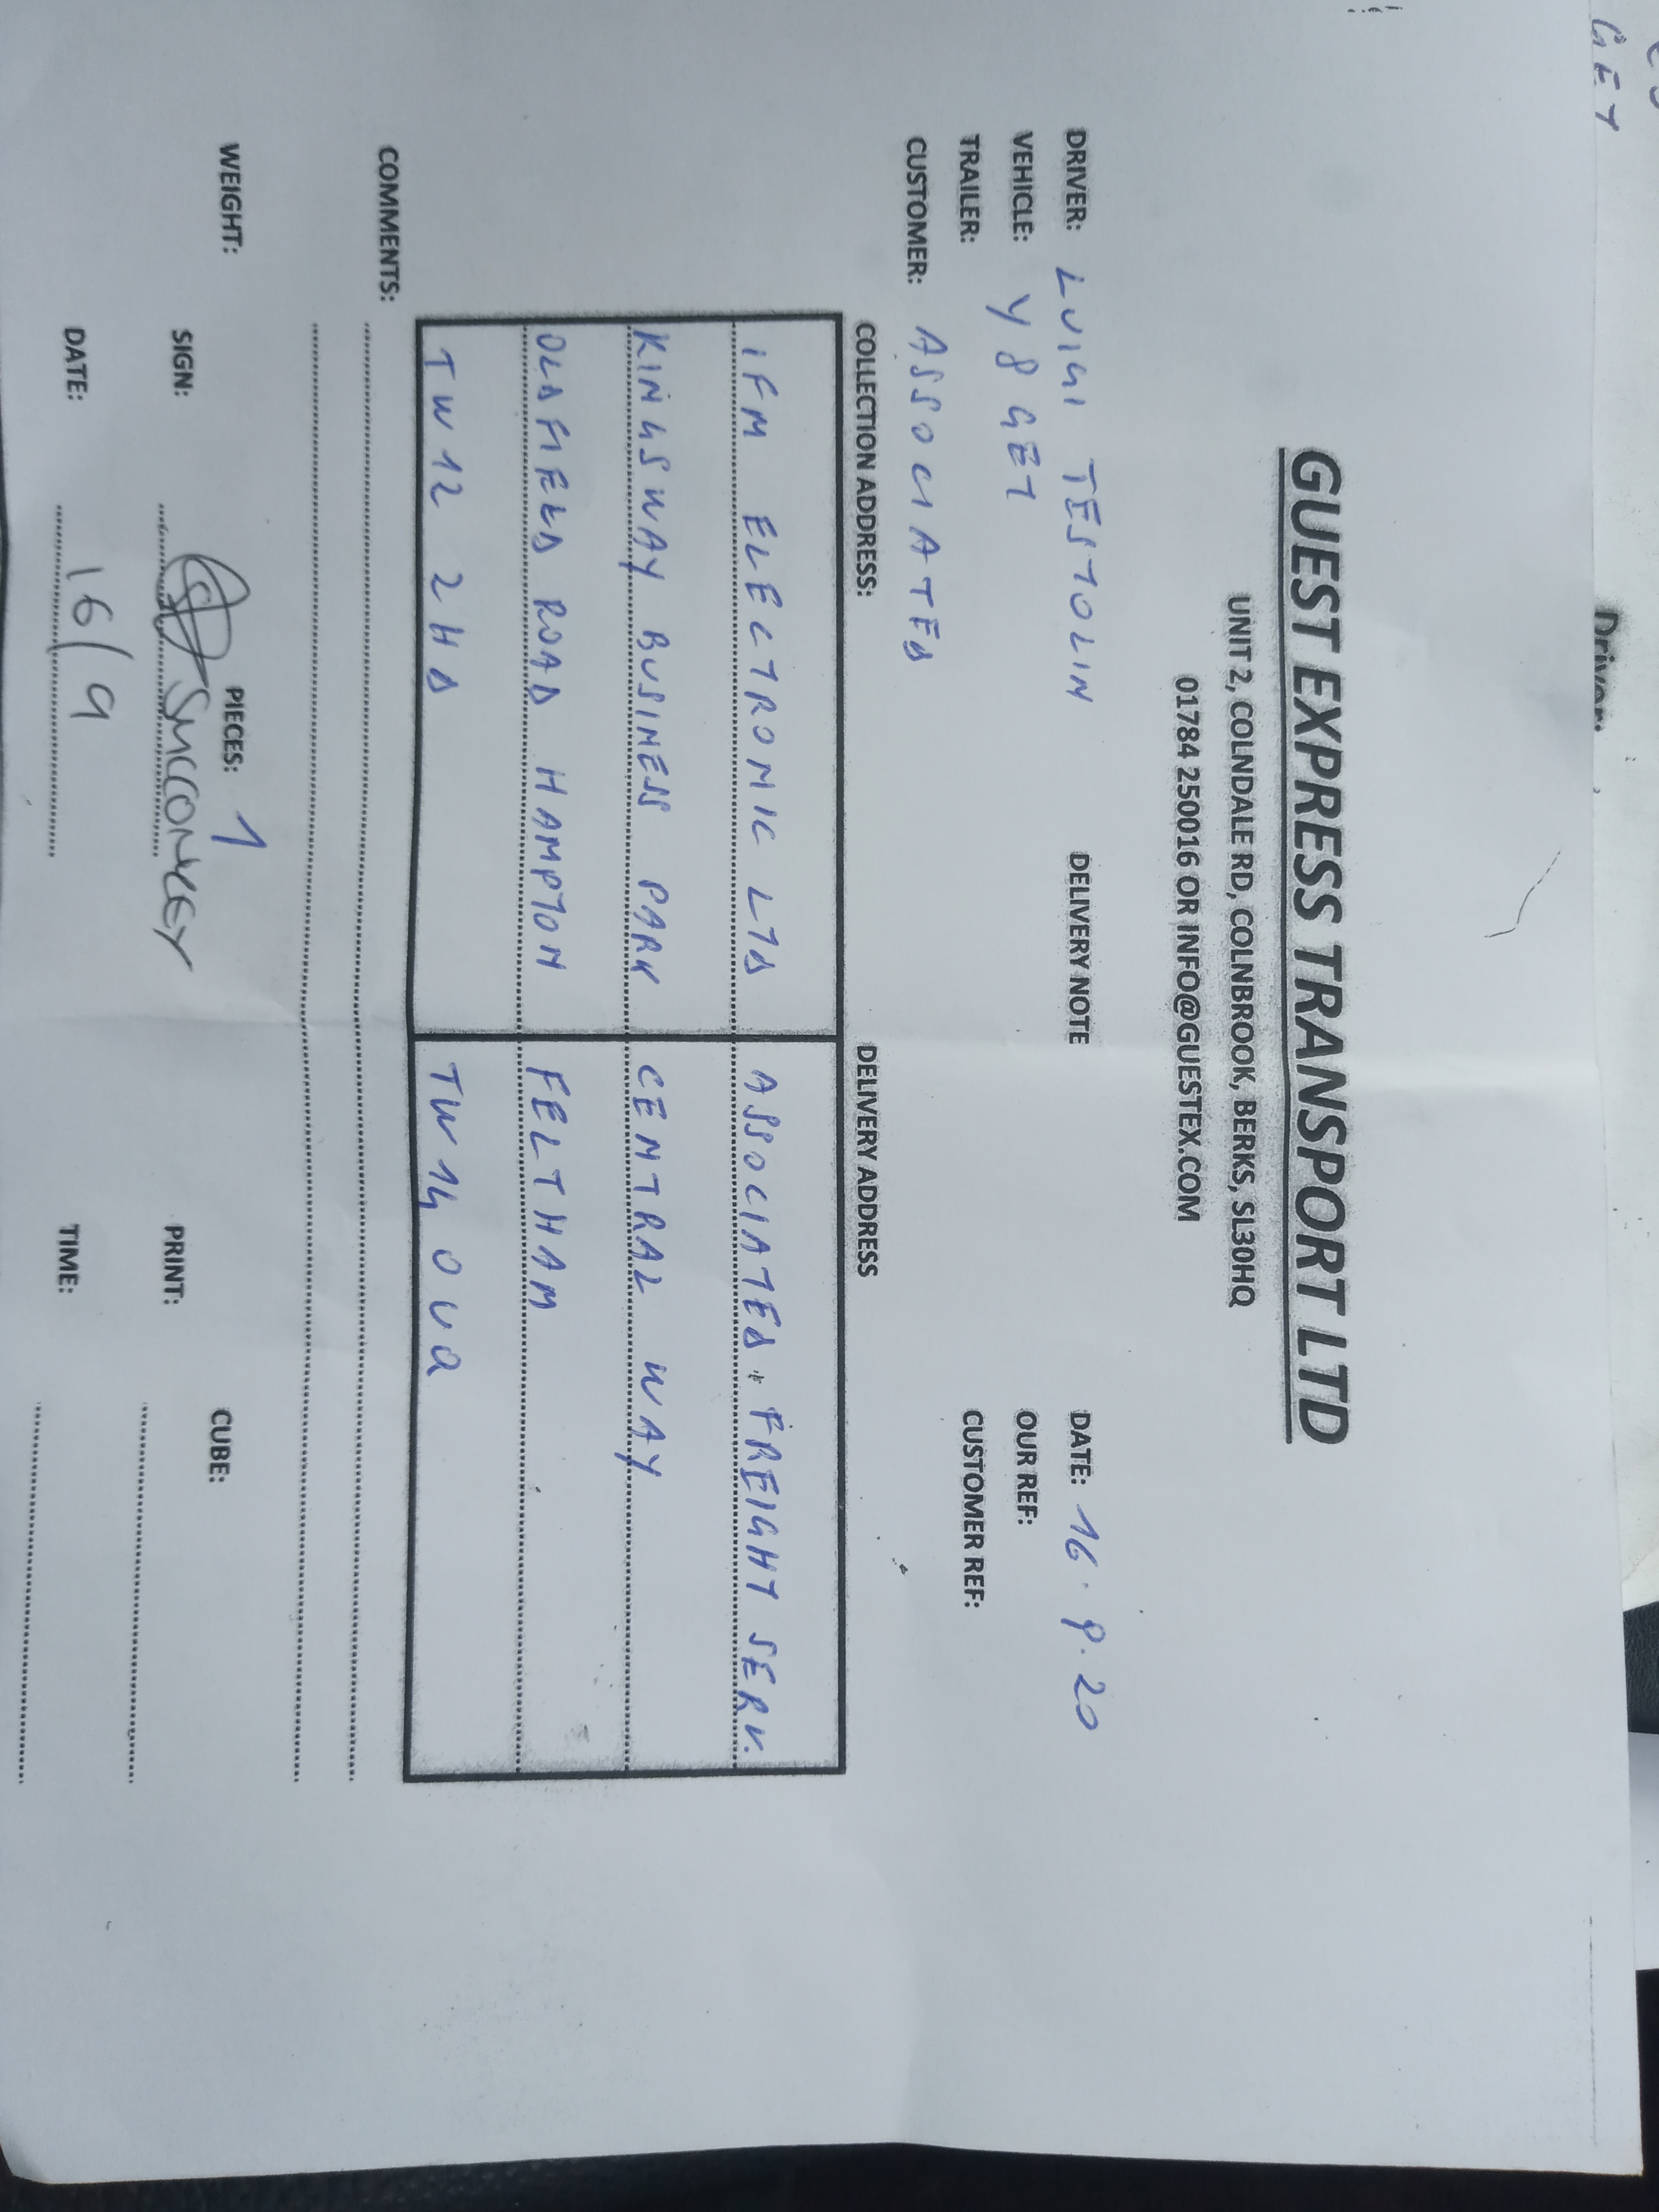 GEY
Driver:
GUEST EXPRESS TRANSPORT LTD
UNIT 2, COLNDALE RD, COLNBROOK, BERKS, SL30HQ
01784 250016 OR INFO@GUESTEX.COM
DELIVERY NOTE
DRIVER: LUIGI TESTOLIN
DATE: 16.9.20
VEHICLE: Y8 GET
OUR REF:
TRAILER:
CUSTOMER REF:
CUSTOMER: ASSOCIATED
COLLECTION ADDRESS:
IFM ELECTRONIC LTD
KINGSWAY BUSINESS PARK
OLDFIELD ROAD HAMPTON
TW12 2HD
DELIVERY ADDRESS
ASSOCIATED FREIGHT SERV.
CENTRAL WAY
FELTHAM
TW14 0UQ
COMMENTS:
WEIGHT:
PIECES: 1
CUBE:
SIGN:
PRINT:
DATE: 16/9
TIME: